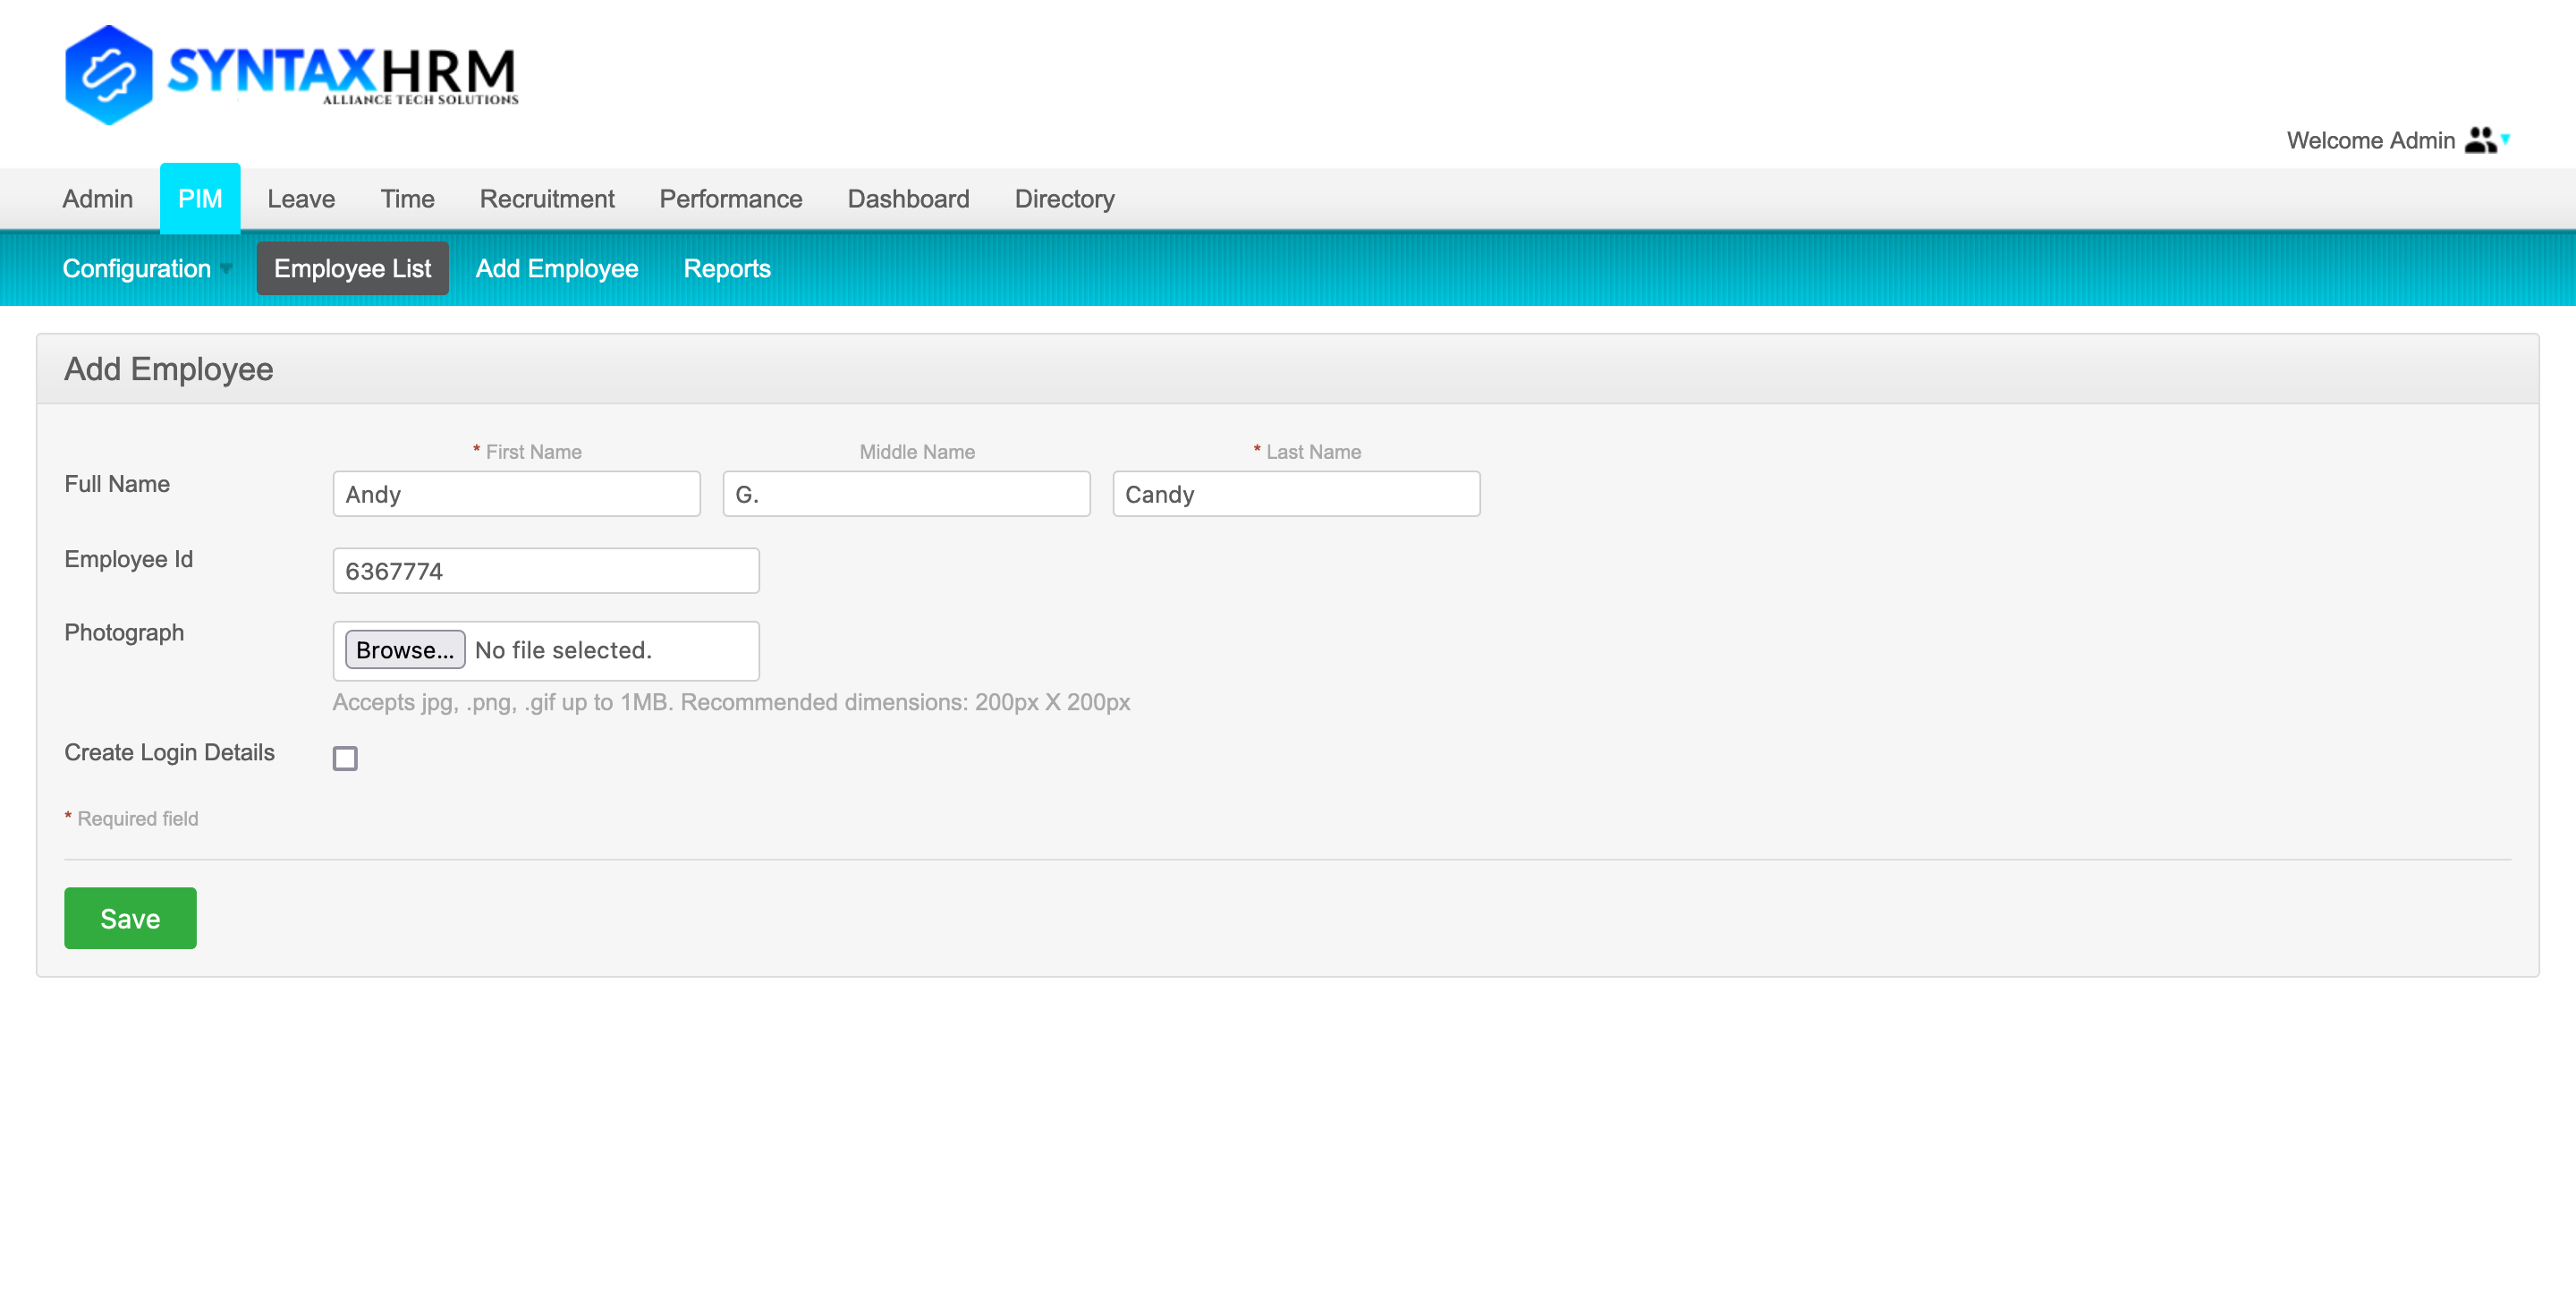 SYNTAXHRM
ALLIANCE TECH SOLUTIONS
Welcome Admin
Admin PIM Leave Time Recruitment Performance Dashboard Directory
Configuration Employee List Add Employee Reports
Add Employee
* First Name Middle Name * Last Name
Full Name Andy G. Candy
Employee Id 6367774
Photograph Browse... No file selected.
Accepts jpg, .png, .gif up to 1MB. Recommended dimensions: 200px X 200px
Create Login Details
* Required field
Save